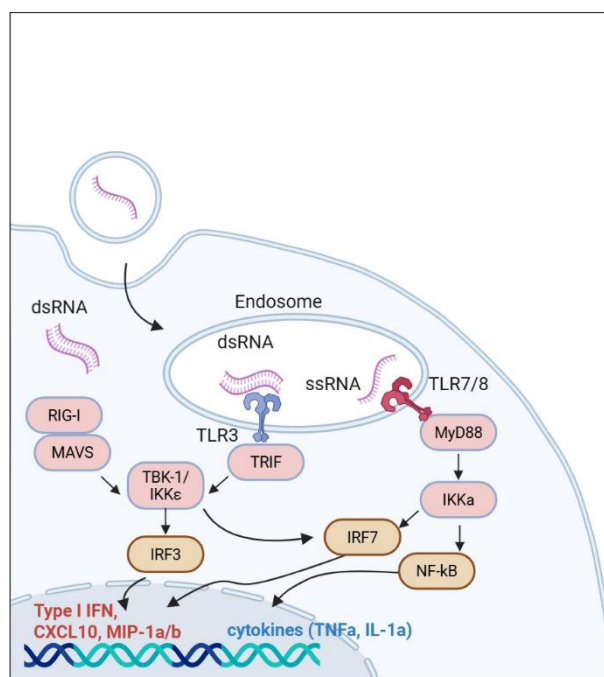 dsRNA
Endosome
dsRNA
ssRNA
TLR7/8
RIG-I
MAVS
TLR3
TRIF
MyD88
TBK-1/
IKKε
IKKa
IRF3
IRF7
NF-kB
Type I IFN,
CXCL10, MIP-1a/b
cytokines (TNFa, IL-1a)